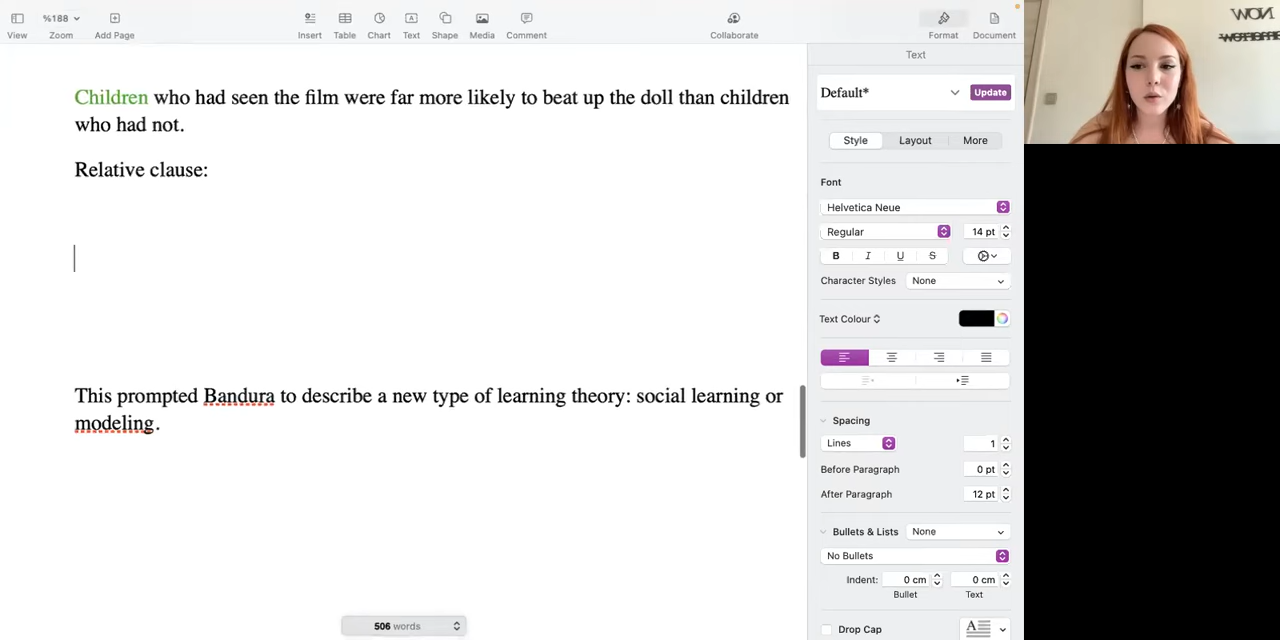 %188
View
Zoom
Add Page
Insert
Table
Chart
Text
Shape
Media
Comment
Collaborate
Format
Document
Children who had seen the film were far more likely to beat up the doll than children
who had not.
Relative clause:
This prompted Bandura to describe a new type of learning theory: social learning or
modeling.
506 words
Text
Default*
Update
Style
Layout
More
Font
Helvetica Neue
Regular
14 pt
B I U S
Character Styles
None
Text Colour
Spacing
Lines
1
Before Paragraph
0 pt
After Paragraph
12 pt
Bullets & Lists
None
No Bullets
Indent:
0 cm
0 cm
Bullet
Text
Drop Cap
NOW